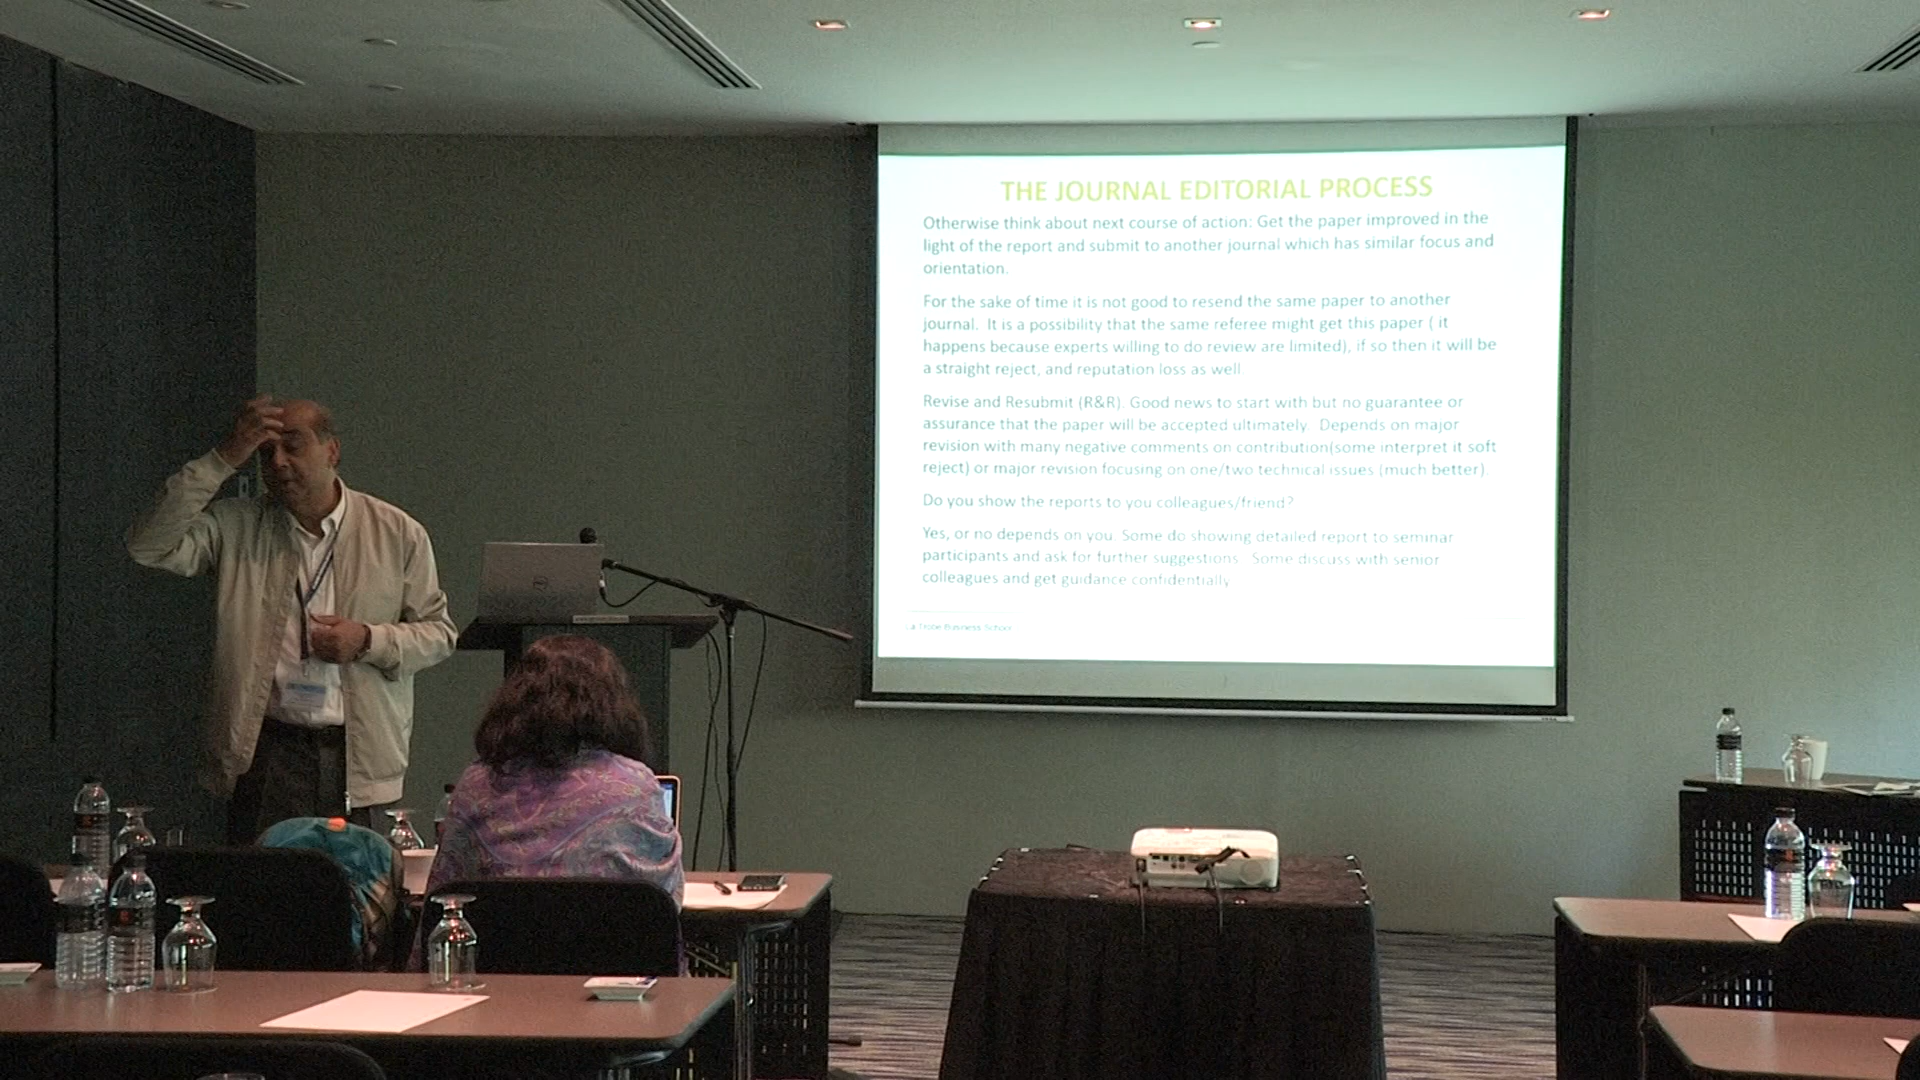 THE JOURNAL EDITORIAL PROCESS
Otherwise think about next course of action: Get the paper improved in the
light of the report and submit to another journal which has similar focus and
orientation.
For the sake of time it is not good to resend the same paper to another
journal. It is a possibility that the same referee might get this paper ( it
happens because experts willing to do review are limited), if so then it will be
a straight reject, and reputation loss as well
Revise and Resubmit (R&R). Good news to start with but no guarantee or
assurance that the paper will be accepted ultimately. Depends on major
revision with many negative comments on contribution(some interpret it soft
reject) or major revision focusing on one/two technical issues (much better)
Do you show the reports to you colleagues/friend?
Yes, or no depends on you. Some do showing detailed report to seminar
participants and ask for further suggestions. Some discuss with senior
colleagues and get guidance confidentially
La Trobe Business School
DELL